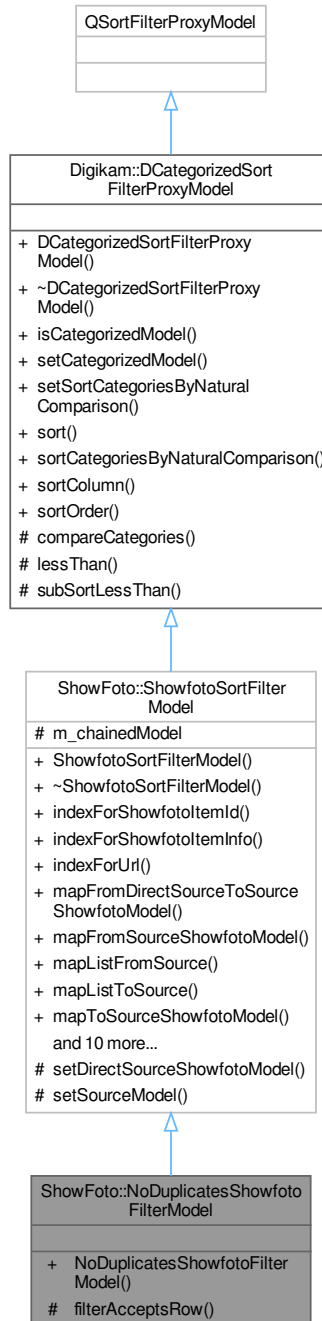 QSortFilterProxyModel
Digikam::DCategorizedSort
FilterProxyModel
+ DCategorizedSortFilterProxy
Model()
+ ~DCategorizedSortFilterProxy
Model()
+ isCategorizedModel()
+ setCategorizedModel()
+ setSortCategoriesByNatural
Comparison()
+ sort()
+ sortCategoriesByNaturalComparison()
+ sortColumn()
+ sortOrder()
# compareCategories()
# lessThan()
# subSortLessThan()
ShowFoto::ShowfotoSortFilter
Model
# m_chainedModel
+ ShowfotoSortFilterModel()
+ ~ShowfotoSortFilterModel()
+ indexForShowfotoItemId()
+ indexForShowfotoItemInfo()
+ indexForUrl()
+ mapFromDirectSourceToSource
ShowfotoModel()
+ mapFromSourceShowfotoModel()
+ mapListFromSource()
+ mapListToSource()
+ mapToSourceShowfotoModel()
and 10 more...
# setDirectSourceShowfotoModel()
# setSourceModel()
ShowFoto::NoDuplicatesShowfoto
FilterModel
+ NoDuplicatesShowfotoFilter
Model()
# filterAcceptsRow()